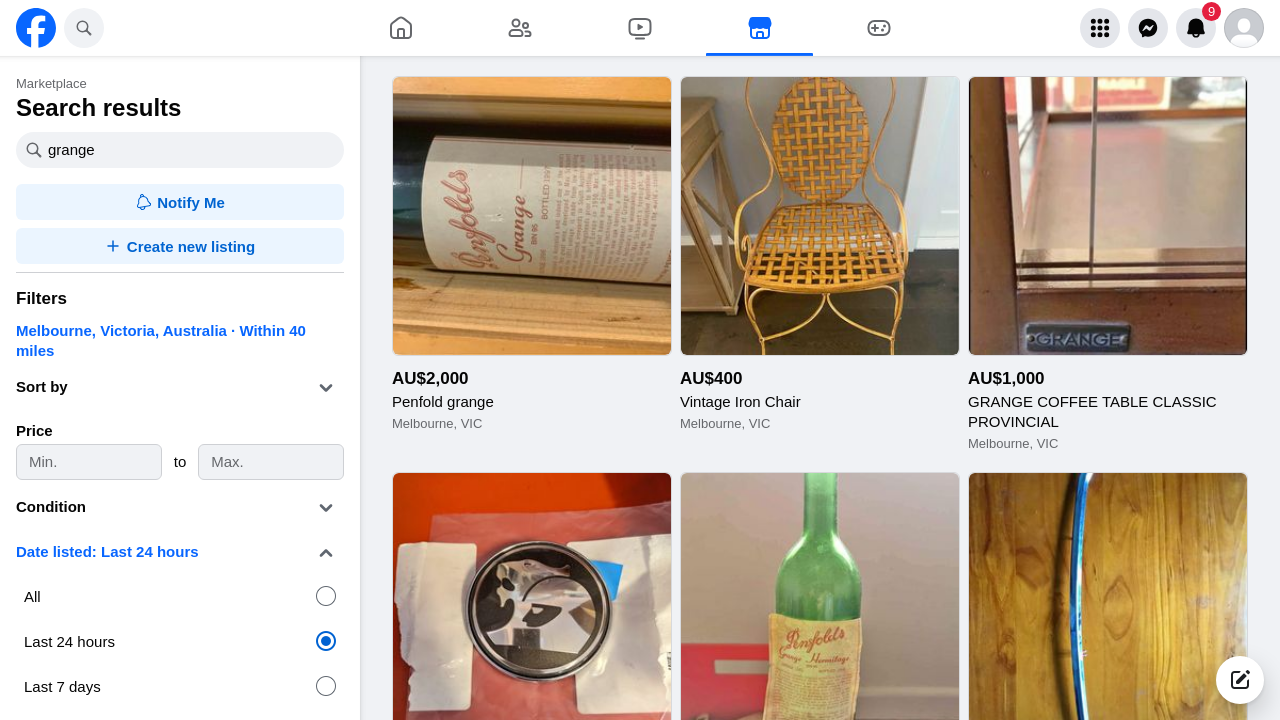 9
Marketplace
Search results
grange
Notify Me
Create new listing
Filters
Melbourne, Victoria, Australia · Within 40
miles
Sort by
Price
Min.
to
Max.
Condition
Date listed: Last 24 hours
All
Last 24 hours
Last 7 days
Penfolds
Grange
BIN 95
BOTTLED 1991
AU$2,000
Penfold grange
Melbourne, VIC
AU$400
Vintage Iron Chair
Melbourne, VIC
GRANGE
AU$1,000
GRANGE COFFEE TABLE CLASSIC
PROVINCIAL
Melbourne, VIC
Penfolds
Grange Hermitage